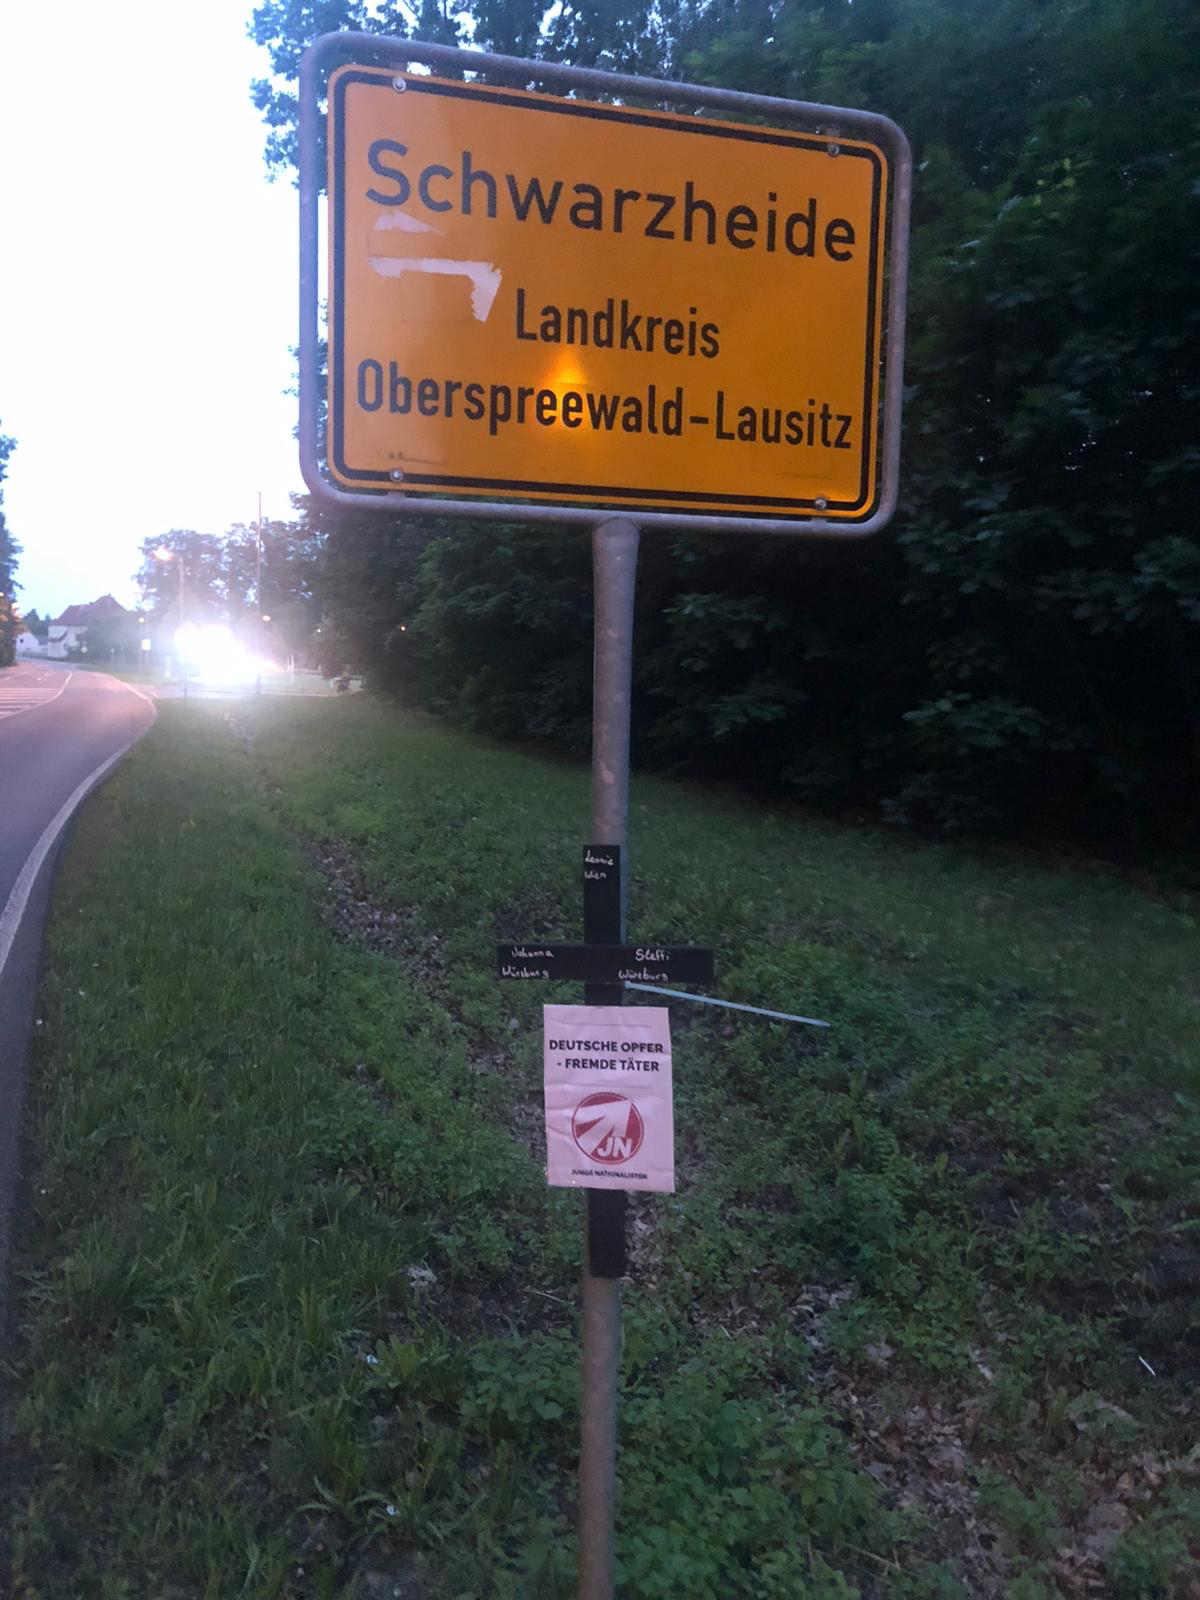 Schwarzheide
Landkreis
Oberspreewald-Lausitz
Leonie
Wien
Johanna
Würzburg
Steffi
Würzburg
DEUTSCHE OPFER
- FREMDE TÄTER
JN
JUNGE NATIONALISTEN